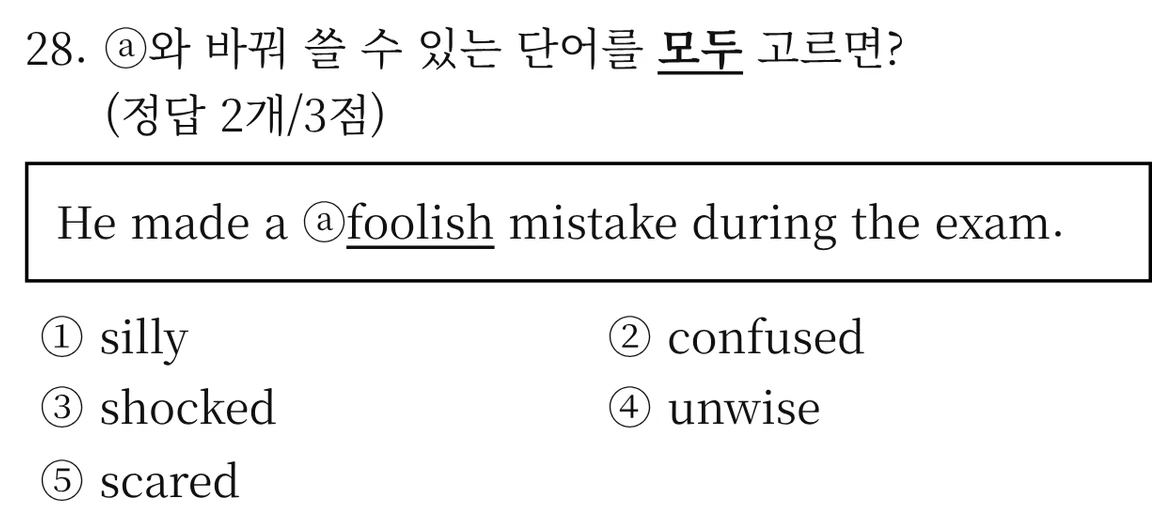 28. ⓐ와 바꿔 쓸 수 있는 단어를 모두 고르면?
(정답 2개/3점)
He made a ⓐfoolish mistake during the exam.
① silly ② confused
③ shocked ④ unwise
⑤ scared